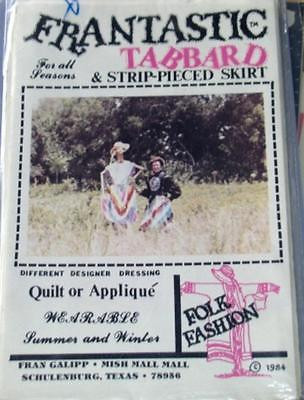 FRANTASTIC™
For all
Seasons
TABBARD
& STRIP-PIECED SKIRT
DIFFERENT DESIGNER DRESSING
Quilt or Appliqué
WEARABLE
Summer and Winter
FOLK
FASHION
© 1984
FRAN GALIPP • MISH MALL MALL
SCHULENBURG, TEXAS • 78956